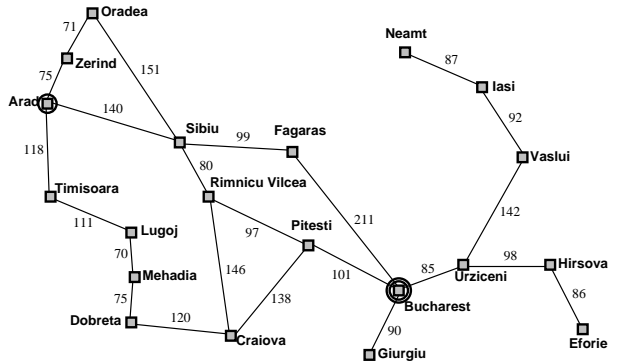 Oradea
71
Neamt
Zerind
87
151
75
Iasi
Arad
140
92
Sibiu
Fagaras
99
118
Vaslui
80
Timisoara
Rimnicu Vilcea
111
Lugoj
Pitesti
211
142
97
70
98
Hirsova
Mehadia
146
101
85
Urziceni
75
138
86
Bucharest
120
Dobreta
90
Craiova
Eforie
Giurgiu